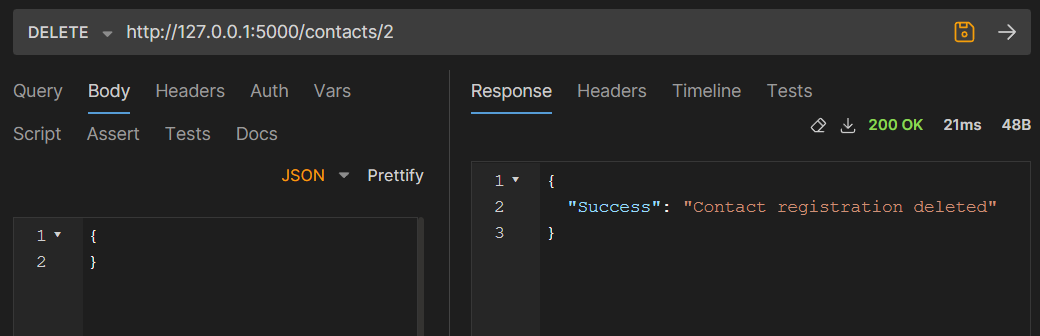 DELETE http://127.0.0.1:5000/contacts/2
Query Body Headers Auth Vars
Script Assert Tests Docs
JSON Prettify
1 {
2 }
Response Headers Timeline Tests
200 OK 21ms 48B
1 {
2 "Success": "Contact registration deleted"
3 }